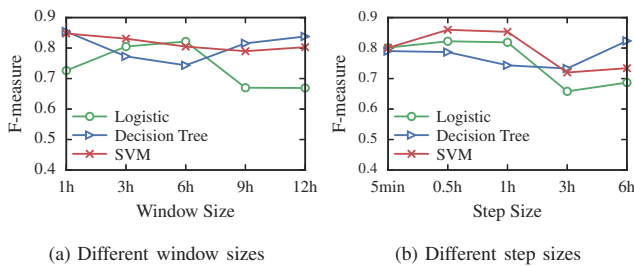 0.9
0.8
0.7
0.6
0.5
0.4
F-measure
Logistic
Decision Tree
SVM
1h 3h 6h 9h 12h
Window Size
(a) Different window sizes
0.9
0.8
0.7
0.6
0.5
0.4
F-measure
Logistic
Decision Tree
SVM
5min 0.5h 1h 3h 6h
Step Size
(b) Different step sizes